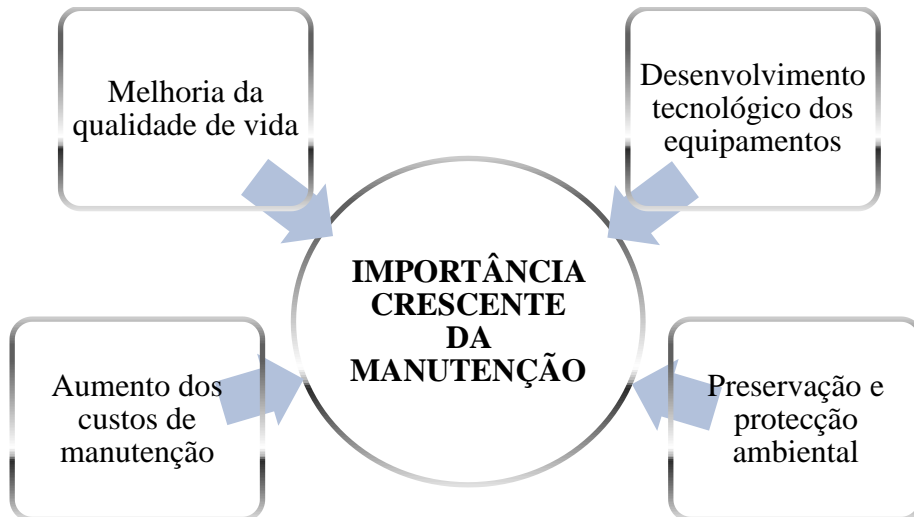 Melhoria da
qualidade de vida
Desenvolvimento
tecnológico dos
equipamentos
IMPORTÂNCIA
CRESCENTE
DA
MANUTENÇÃO
Aumento dos
custos de
manutenção
Preservação e
protecção
ambiental